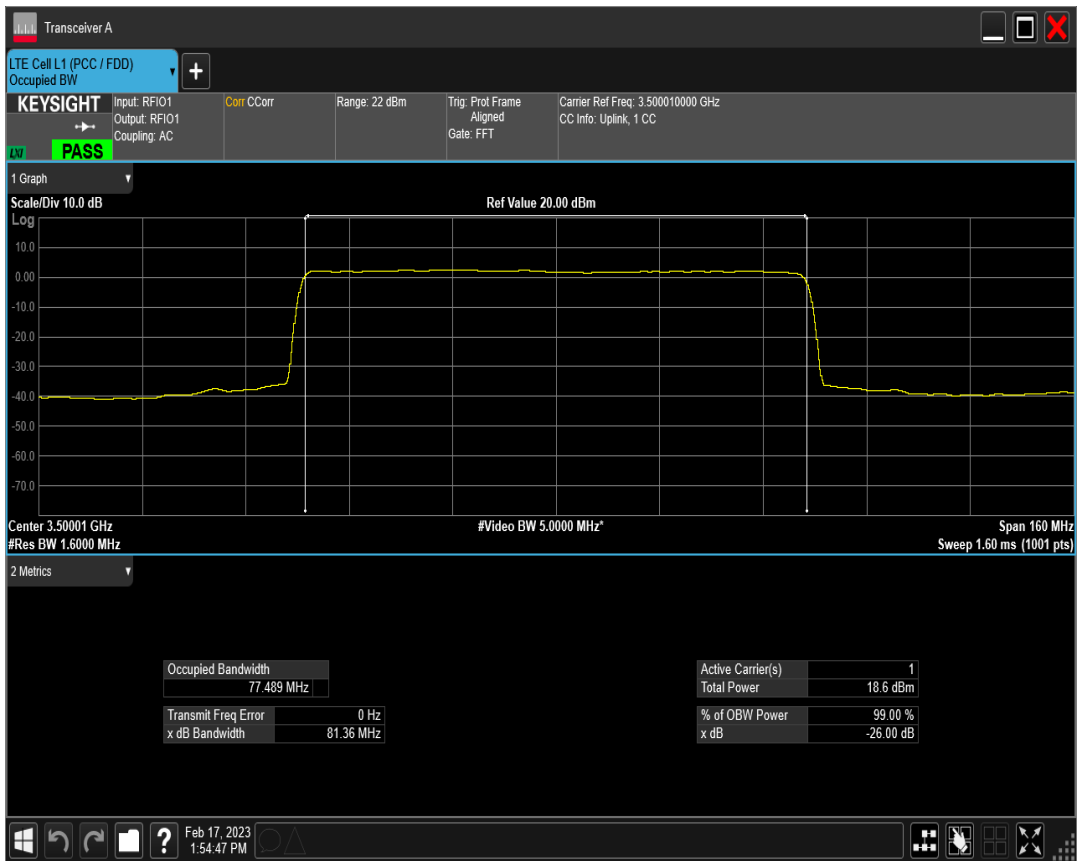 Transceiver A
LTE Cell L1 (PCC / FDD)
Occupied BW
KEYSIGHT
LXI
PASS
Input: RFIO1
Output: RFIO1
Coupling: AC
Corr CCorr
Range: 22 dBm
Trig: Prot Frame
Aligned
Gate: FFT
Carrier Ref Freq: 3.500010000 GHz
CC Info: Uplink, 1 CC
1 Graph
Scale/Div 10.0 dB
Ref Value 20.00 dBm
Log
10.0
0.00
-10.0
-20.0
-30.0
-40.0
-50.0
-60.0
-70.0
Center 3.50001 GHz
#Video BW 5.0000 MHz*
Span 160 MHz
#Res BW 1.6000 MHz
Sweep 1.60 ms (1001 pts)
2 Metrics
Occupied Bandwidth
77.489 MHz
Transmit Freq Error 0 Hz
x dB Bandwidth 81.36 MHz
Active Carrier(s) 1
Total Power 18.6 dBm
% of OBW Power 99.00 %
x dB -26.00 dB
Feb 17, 2023
1:54:47 PM